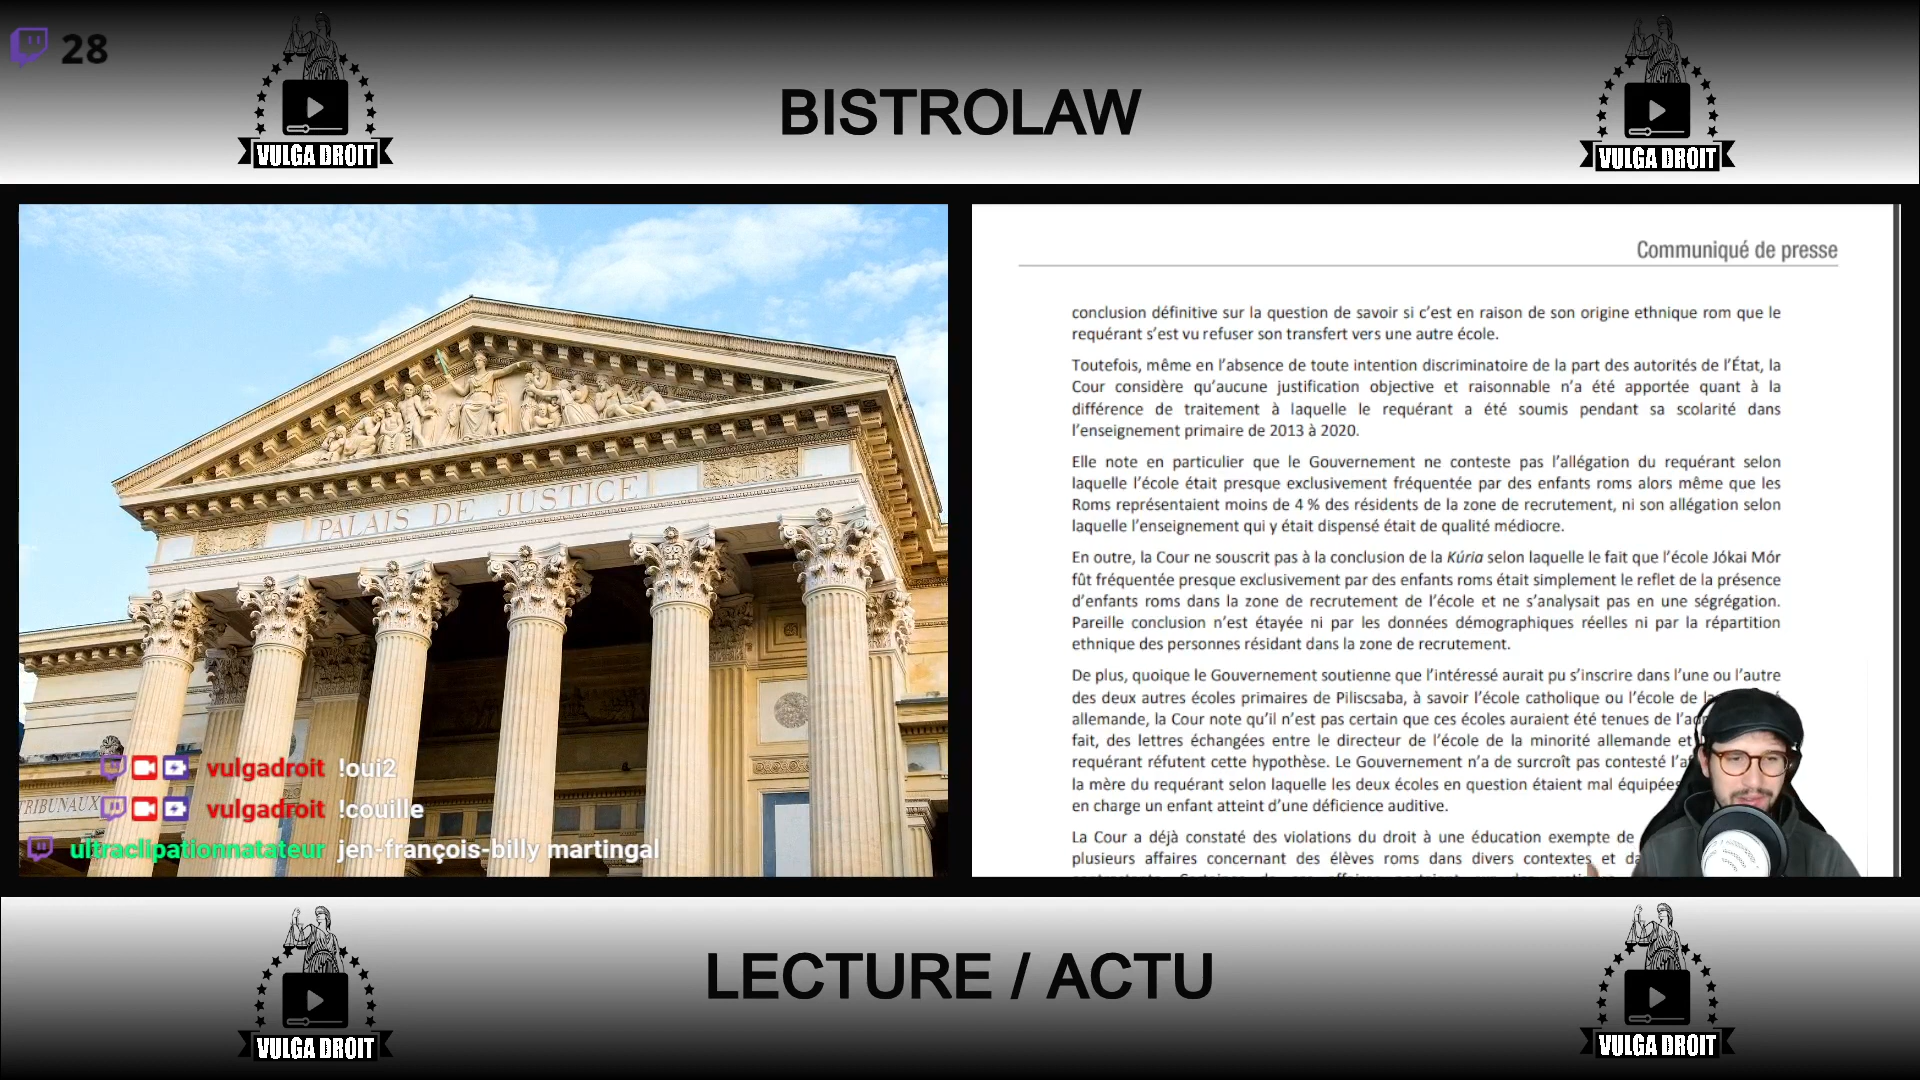 28
BISTROLAW
VULGA DROIT
VULGA DROIT
PALAIS DE JUSTICE
TRIBUNAUX
vulgadroit !oui2
vulgadroit !couille
ultraclipationnatateur jen-françois-billy martingal
Communiqué de presse
conclusion définitive sur la question de savoir si c’est en raison de son origine ethnique rom que le
requérant s’est vu refuser son transfert vers une autre école.
Toutefois, même en l’absence de toute intention discriminatoire de la part des autorités de l’État, la
Cour considère qu’aucune justification objective et raisonnable n’a été apportée quant à la
différence de traitement à laquelle le requérant a été soumis pendant sa scolarité dans
l’enseignement primaire de 2013 à 2020.
Elle note en particulier que le Gouvernement ne conteste pas l’allégation du requérant selon
laquelle l’école était presque exclusivement fréquentée par des enfants roms alors même que les
Roms représentaient moins de 4 % des résidents de la zone de recrutement, ni son allégation selon
laquelle l’enseignement qui y était dispensé était de qualité médiocre.
En outre, la Cour ne souscrit pas à la conclusion de la Kúria selon laquelle le fait que l’école Jókai Mór
fût fréquentée presque exclusivement par des enfants roms était simplement le reflet de la présence
d’enfants roms dans la zone de recrutement de l’école et ne s’analysait pas en une ségrégation.
Pareille conclusion n’est étayée ni par les données démographiques réelles ni par la répartition
ethnique des personnes résidant dans la zone de recrutement.
De plus, quoique le Gouvernement soutienne que l’intéressé aurait pu s’inscrire dans l’une ou l’autre
des deux autres écoles primaires de Piliscsaba, à savoir l’école catholique ou l’école de
allemande, la Cour note qu’il n’est pas certain que ces écoles auraient été tenues de
fait, des lettres échangées entre le directeur de l’école de la minorité allemande et
requérant réfutent cette hypothèse. Le Gouvernement n’a de surcroît pas contesté
la mère du requérant selon laquelle les deux écoles en question étaient mal équipées
en charge un enfant atteint d’une déficience auditive.
La Cour a déjà constaté des violations du droit à une éducation exempte de
plusieurs affaires concernant des élèves roms dans divers contextes et
LECTURE / ACTU
VULGA DROIT
VULGA DROIT